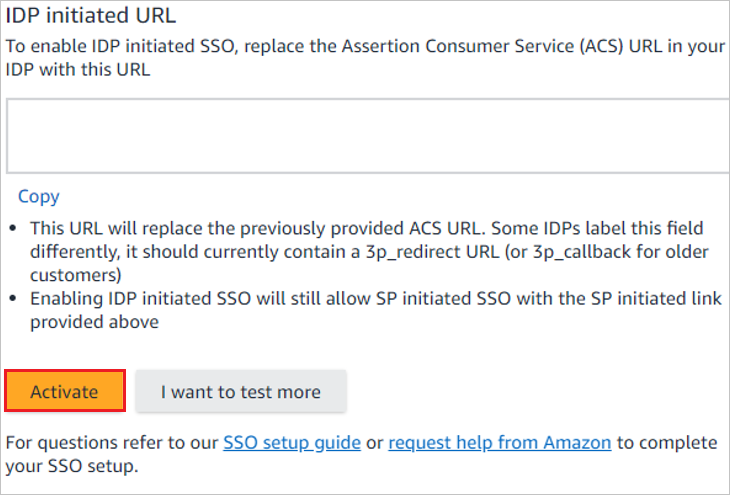 IDP initiated URL
To enable IDP initiated SSO, replace the Assertion Consumer Service (ACS) URL in your
IDP with this URL
Copy
• This URL will replace the previously provided ACS URL. Some IDPs label this field
differently, it should currently contain a 3p_redirect URL (or 3p_callback for older
customers)
• Enabling IDP initiated SSO will still allow SP initiated SSO with the SP initiated link
provided above
Activate
I want to test more
For questions refer to our SSO setup guide or request help from Amazon to complete
your SSO setup.